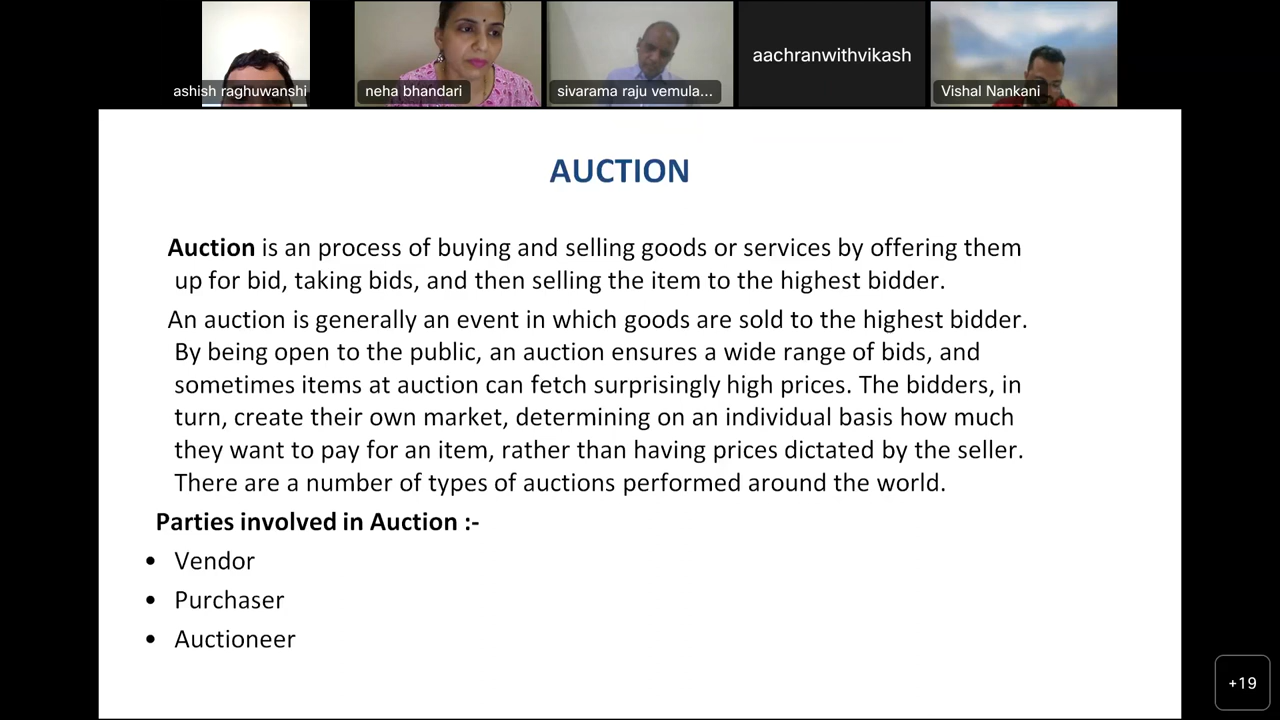 ashish raghuwanshi
neha bhandari
sivarama raju vemula...
aachranwithvikash
Vishal Nankani
AUCTION
Auction is an process of buying and selling goods or services by offering them
up for bid, taking bids, and then selling the item to the highest bidder.
An auction is generally an event in which goods are sold to the highest bidder.
By being open to the public, an auction ensures a wide range of bids, and
sometimes items at auction can fetch surprisingly high prices. The bidders, in
turn, create their own market, determining on an individual basis how much
they want to pay for an item, rather than having prices dictated by the seller.
There are a number of types of auctions performed around the world.
Parties involved in Auction :-
• Vendor
• Purchaser
• Auctioneer
+19